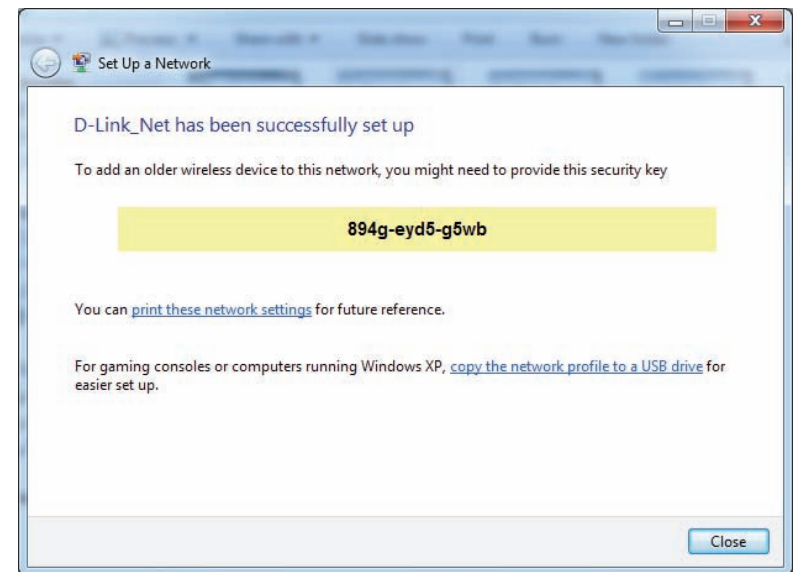 Set Up a Network
D-Link_Net has been successfully set up
To add an older wireless device to this network, you might need to provide this security key
894g-eyd5-g5wb
You can print these network settings for future reference.
For gaming consoles or computers running Windows XP, copy the network profile to a USB drive for
easier set up.
Close